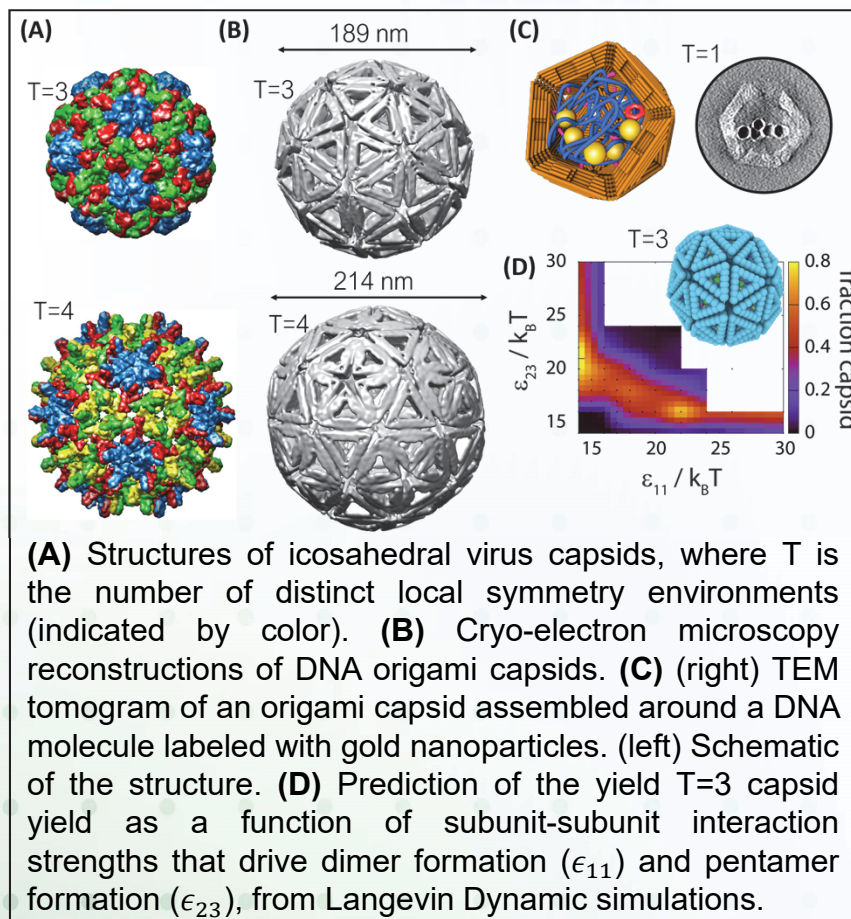 (A)
T=3
T=4
(B)
189 nm
T=3
214 nm
T=4
(C)
T=1
(D)
T=3
ε23 / kBT
30
25
20
15
15 20 25 30
ε11 / kBT
0.8
0.6
0.4
0.2
0
fraction capsid
(A) Structures of icosahedral virus capsids, where T is
the number of distinct local symmetry environments
(indicated by color). (B) Cryo-electron microscopy
reconstructions of DNA origami capsids. (C) (right) TEM
tomogram of an origami capsid assembled around a DNA
molecule labeled with gold nanoparticles. (left) Schematic
of the structure. (D) Prediction of the yield T=3 capsid
yield as a function of subunit-subunit interaction
strengths that drive dimer formation (ϵ11) and pentamer
formation (ϵ23), from Langevin Dynamic simulations.